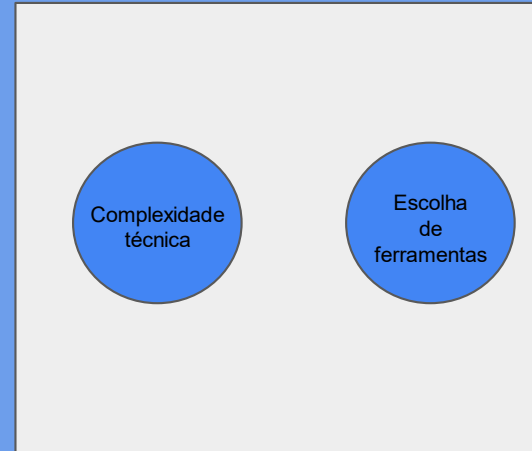 Complexidade
técnica
Escolha
de
ferramentas